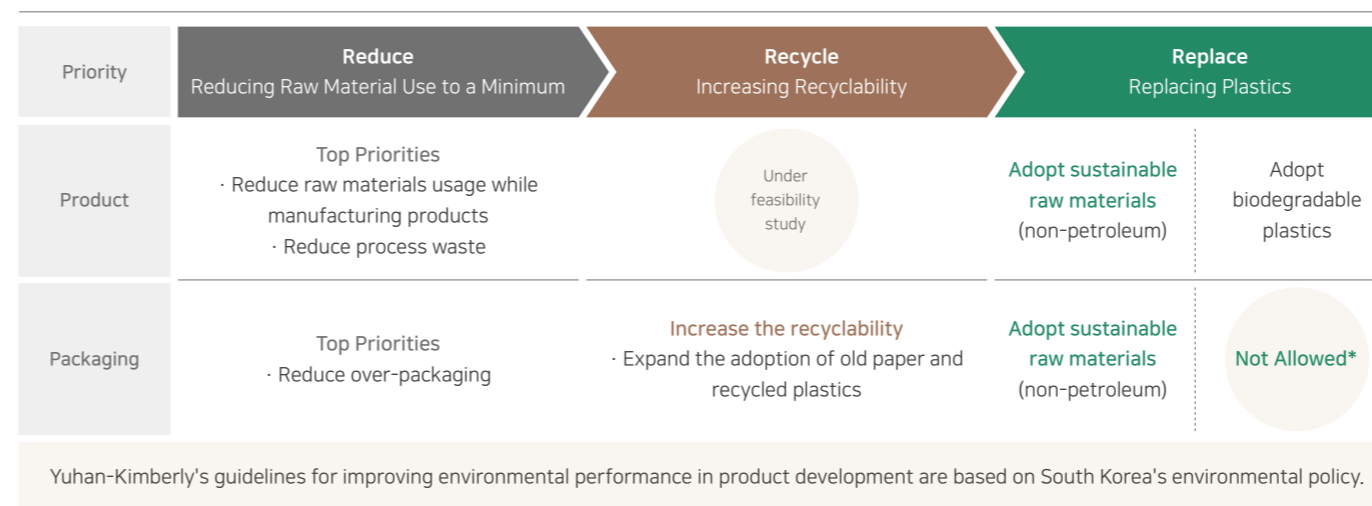 Priority
Reduce
Reducing Raw Material Use to a Minimum
Recycle
Increasing Recyclability
Replace
Replacing Plastics
Product
Top Priorities
· Reduce raw materials usage while
manufacturing products
· Reduce process waste
Under
feasibility
study
Adopt sustainable
raw materials
(non-petroleum)
Adopt
biodegradable
plastics
Packaging
Top Priorities
· Reduce over-packaging
Increase the recyclability
· Expand the adoption of old paper and
recycled plastics
Adopt sustainable
raw materials
(non-petroleum)
Not Allowed*
Yuhan-Kimberly's guidelines for improving environmental performance in product development are based on South Korea's environmental policy.